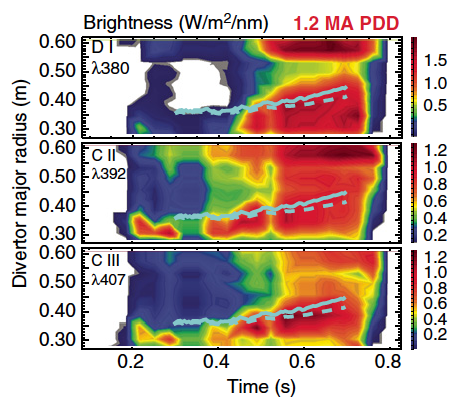 Brightness (W/m²/nm) 1.2 MA PDD
Divertor major radius (m)
0.60
0.50
0.40
0.30
D I
λ380
1.5
1.0
0.5
0.60
0.50
0.40
0.30
C II
λ392
1.2
1.0
0.8
0.6
0.4
0.2
0.60
0.50
0.40
0.30
C III
λ407
1.2
1.0
0.8
0.6
0.4
0.2
0.2 0.4 0.6 0.8
Time (s)